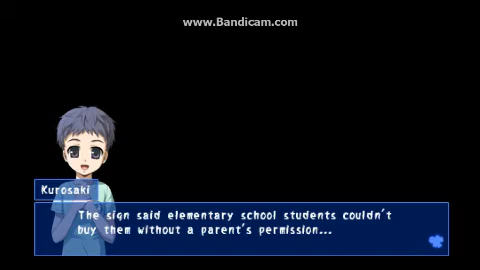 www.Bandicam.com
Kurosaki
The sign said elementary school students couldn't
buy them without a parent's permission...